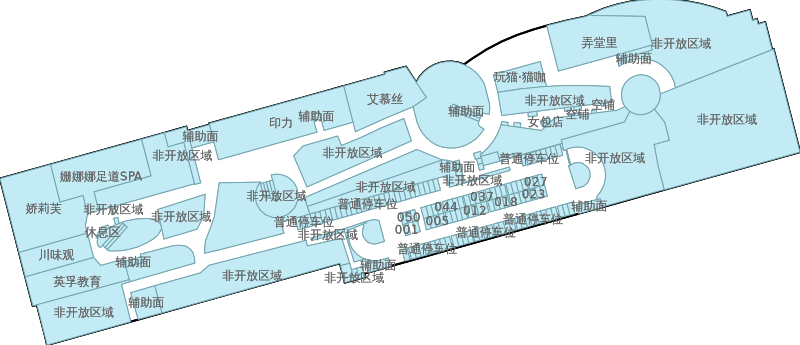 弄堂里
非开放区域
辅助面
玩猫·猫咖
艾慕丝
非开放区域
空铺
辅助面
辅助面
空铺
印力
女包店
非开放区域
辅助面
非开放区域
非开放区域
普通停车位
非开放区域
辅助面
姗娜娜足道SPA
非开放区域
027
非开放区域
023
非开放区域
037
018
普通停车位
044
012
娇莉芙
非开放区域
非开放区域
050
005
普通停车位
辅助面
普通停车位
001
休息区
非开放区域
普通停车位
普通停车位
川味观
辅助面
辅助面
英孚教育
非开放区域
非开放区域
辅助面
非开放区域